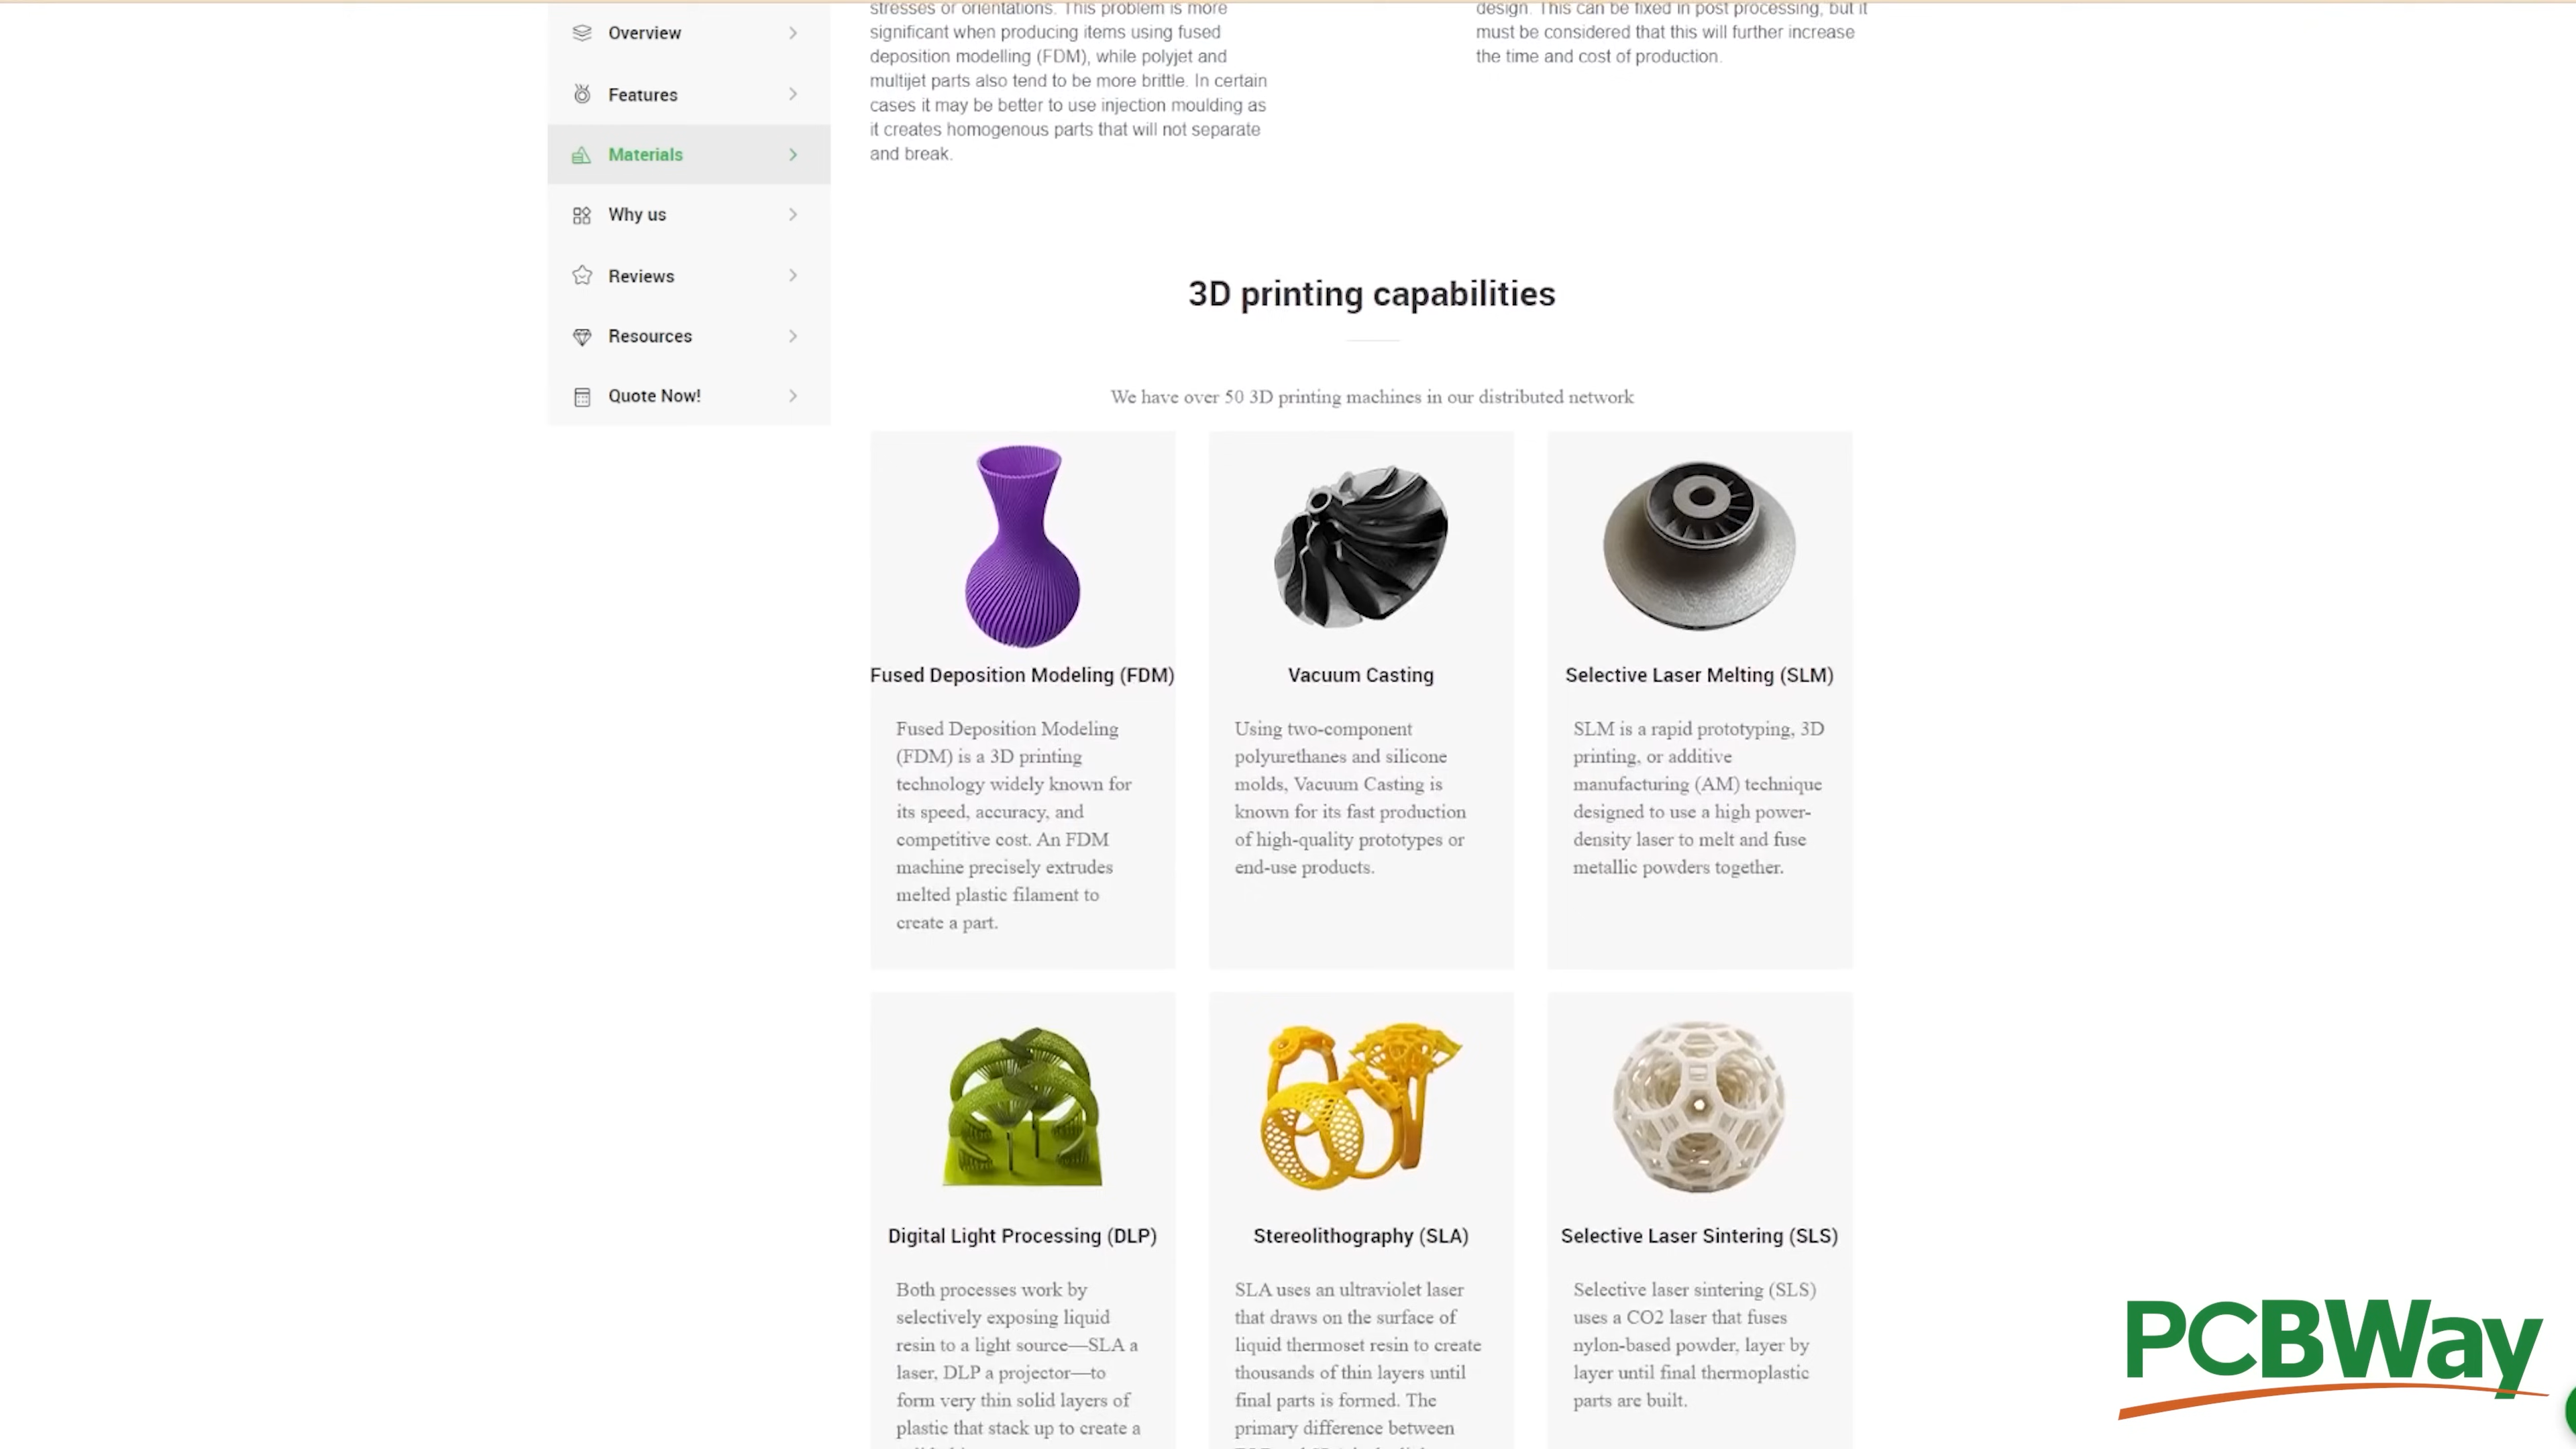 Overview
Features
Materials
Why us
Reviews
Resources
Quote Now!
stresses or orientations. This problem is more
significant when producing items using fused
deposition modelling (FDM), while polyjet and
multijet parts also tend to be more brittle. In certain
cases it may be better to use injection moulding as
it creates homogenous parts that will not separate
and break.
design. This can be fixed in post processing, but it
must be considered that this will further increase
the time and cost of production.
3D printing capabilities
We have over 50 3D printing machines in our distributed network
Fused Deposition Modeling (FDM)
Fused Deposition Modeling
(FDM) is a 3D printing
technology widely known for
its speed, accuracy, and
competitive cost. An FDM
machine precisely extrudes
melted plastic filament to
create a part.
Vacuum Casting
Using two-component
polyurethanes and silicone
molds, Vacuum Casting is
known for its fast production
of high-quality prototypes or
end-use products.
Selective Laser Melting (SLM)
SLM is a rapid prototyping, 3D
printing, or additive
manufacturing (AM) technique
designed to use a high power-
density laser to melt and fuse
metallic powders together.
Digital Light Processing (DLP)
Both processes work by
selectively exposing liquid
resin to a light source—SLA a
laser, DLP a projector—to
form very thin solid layers of
plastic that stack up to create a
Stereolithography (SLA)
SLA uses an ultraviolet laser
that draws on the surface of
liquid thermoset resin to create
thousands of thin layers until
final parts is formed. The
primary difference between
Selective Laser Sintering (SLS)
Selective laser sintering (SLS)
uses a CO2 laser that fuses
nylon-based powder, layer by
layer until final thermoplastic
parts are built.
PCBWay